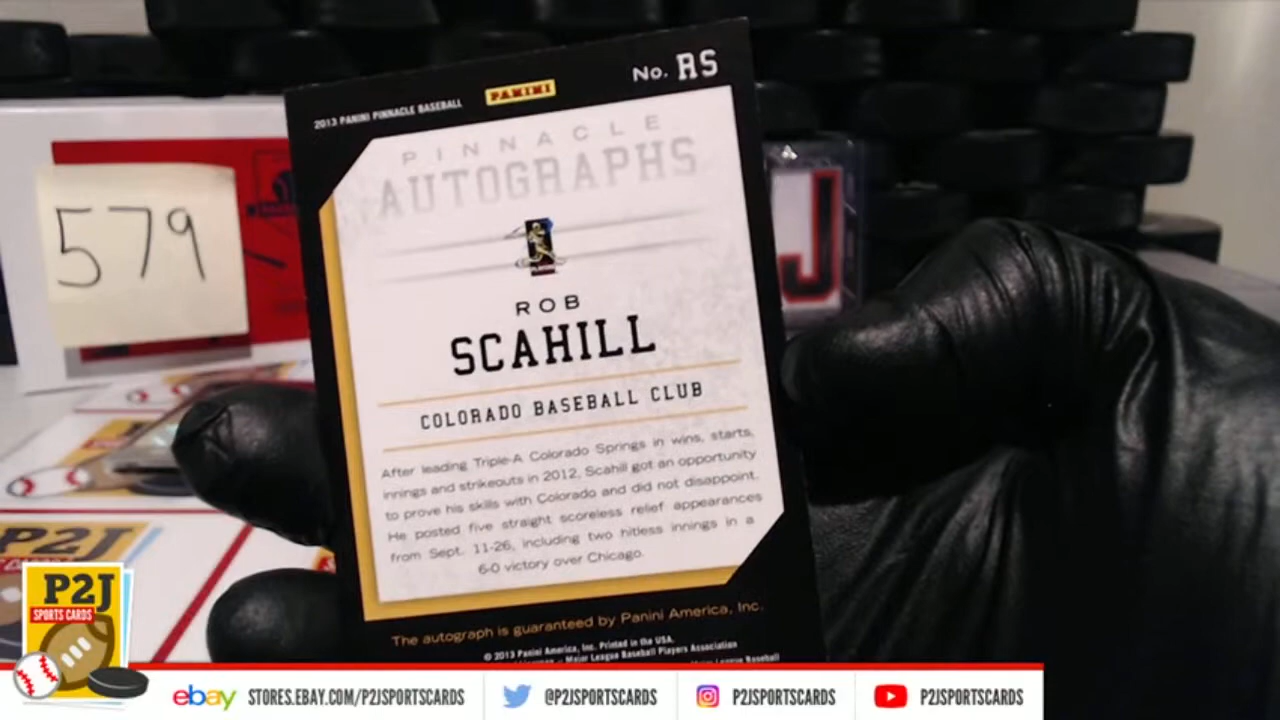 2013 PANINI PINNACLE BASEBALL
PANINI
No. RS
PINNACLE
AUTOGRAPHS
ROB
SCAHILL
COLORADO BASEBALL CLUB
After leading Triple-A Colorado Springs in wins, starts,
innings and strikeouts in 2012, Scahill got an opportunity
to prove his skills with Colorado and did not disappoint.
He posted five straight scoreless relief appearances
from Sept. 11-26, including two hitless innings in a
6-0 victory over Chicago.
The autograph is guaranteed by Panini America, Inc.
© 2013 Panini America, Inc. Printed in the USA.
Major League Baseball Players Association
Major League Baseball
579
J
P2J
P2J
SPORTS CARDS
ebay STORES.EBAY.COM/P2JSPORTSCARDS
@P2JSPORTSCARDS
P2JSPORTSCARDS
P2JSPORTSCARDS